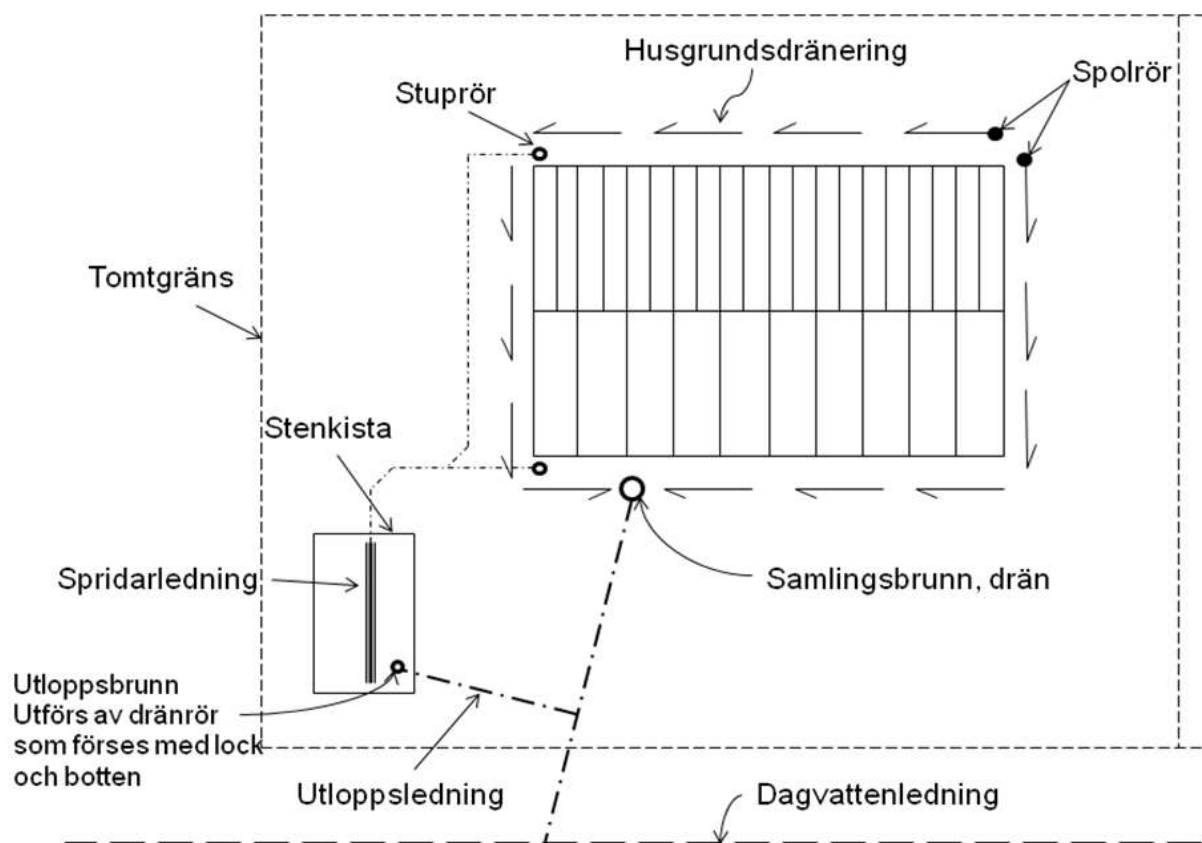 Husgrundsdränering
Spolrör
Stuprör
Tomtgräns
Stenkista
Spridarledning
Samlingsbrunn, drän
Utloppsbrunn
Utförs av dränrör
som förses med lock
och botten
Utloppsledning
Dagvattenledning